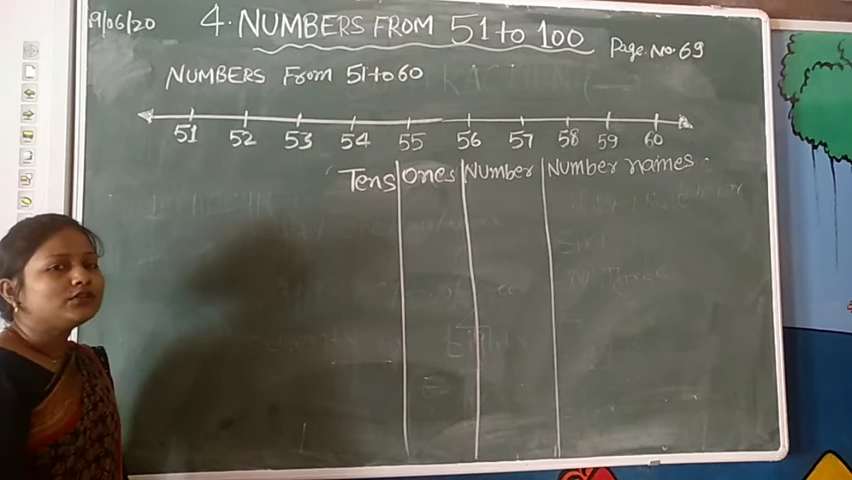 9/06/20 4. NUMBERS FROM 51 to 100 Page No. 69
NUMBERS From 51 to 60
51 52 53 54 55 56 57 58 59 60
Tens Ones Number Number names